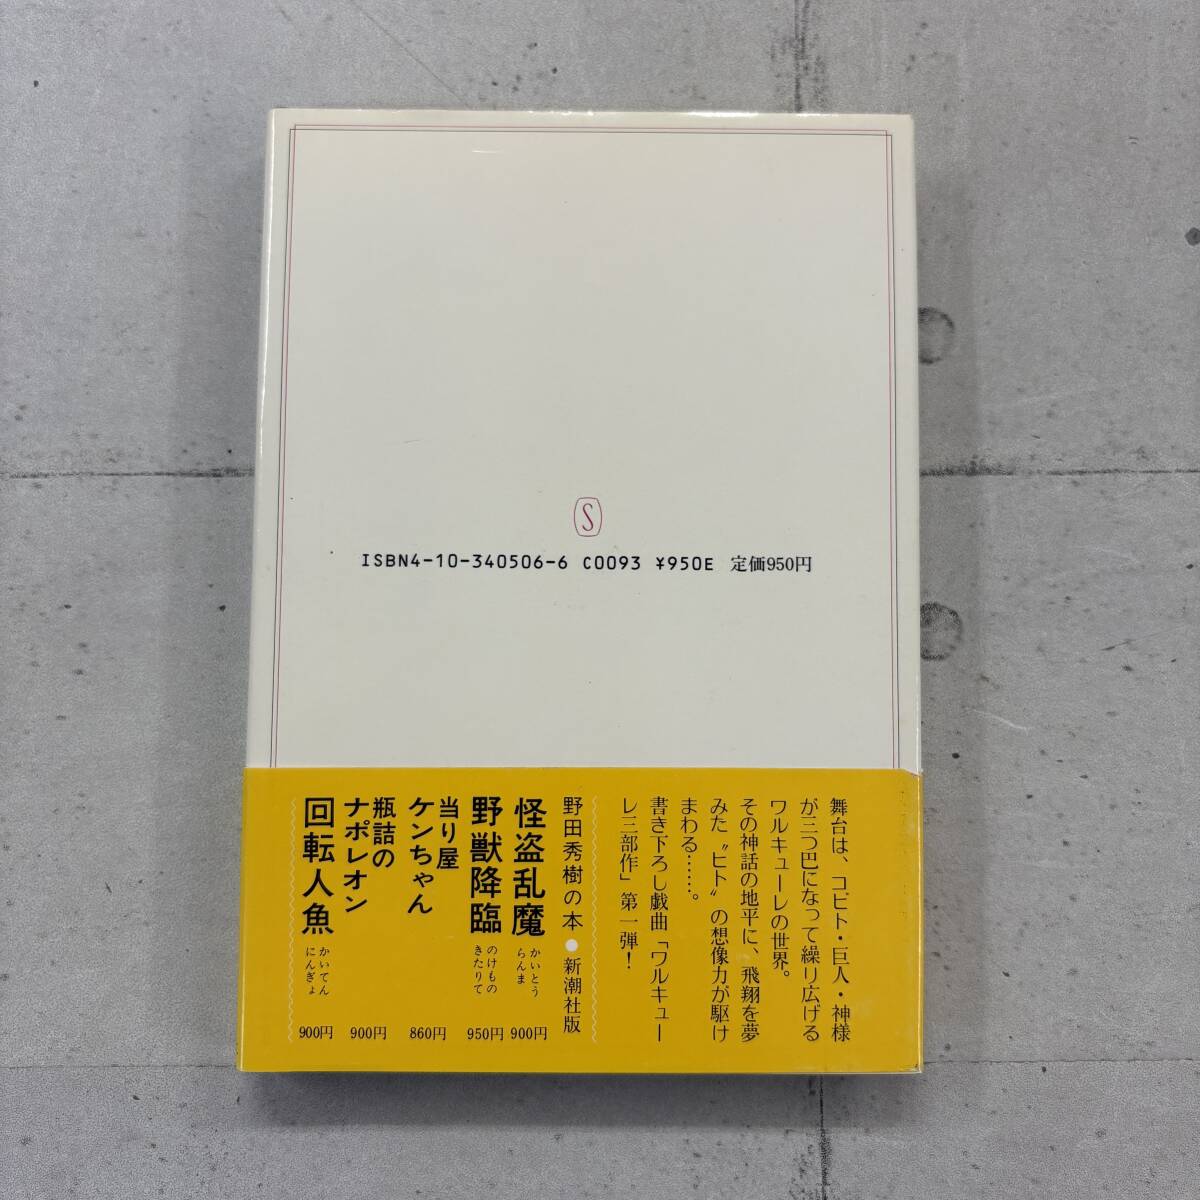 S
ISBN4-10-340506-6 C0093 ¥950E 定価950円
舞台は、コビト・巨人・神様
が三つ巴になって繰り広げる
ワルキューレの世界。
その神話の地平に、飛翔を夢
みた〝ヒト〟の想像力が駆け
まわる……。
書き下ろし戯曲「ワルキュー
レ三部作」第一弾!
野田秀樹の本●新潮社版
怪盗乱魔 かいとう らんま 900円
野獣降臨 のけもの きたりて 950円
当り屋
ケンちゃん 860円
瓶詰の
ナポレオン 900円
回転人魚 かいてん にんぎょ 900円